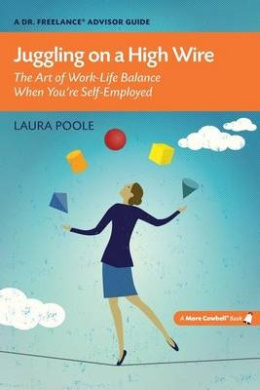 A DR. FREELANCE® ADVISOR GUIDE
Juggling on a High Wire
The Art of Work-Life Balance
When You're Self-Employed
LAURA POOLE
A More Cowbell® Book